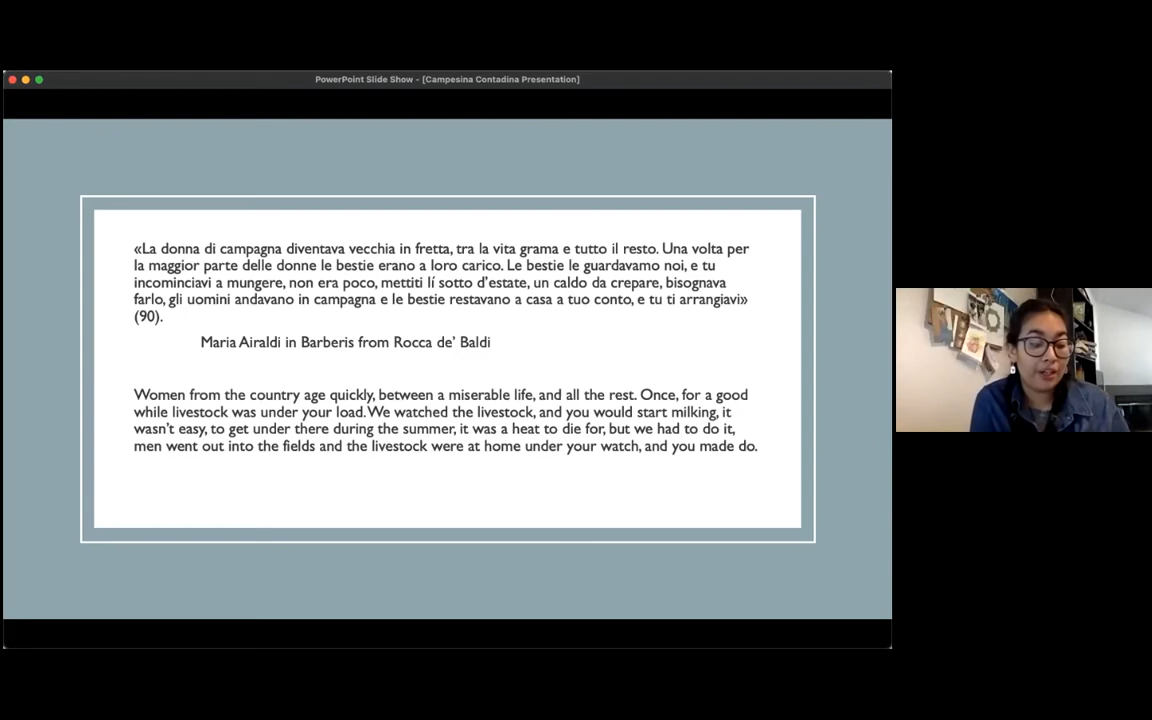 PowerPoint Slide Show - [Campesina Contadina Presentation]
«La donna di campagna diventava vecchia in fretta, tra la vita grama e tutto il resto. Una volta per
la maggior parte delle donne le bestie erano a loro carico. Le bestie le guardavamo noi, e tu
incominciavi a mungere, non era poco, mettiti lí sotto d’estate, un caldo da crepare, bisognava
farlo, gli uomini andavano in campagna e le bestie restavano a casa a tuo conto, e tu ti arrangiavi»
(90).
Maria Airaldi in Barberis from Rocca de’ Baldi
Women from the country age quickly, between a miserable life, and all the rest. Once, for a good
while livestock was under your load. We watched the livestock, and you would start milking, it
wasn’t easy, to get under there during the summer, it was a heat to die for, but we had to do it,
men went out into the fields and the livestock were at home under your watch, and you made do.